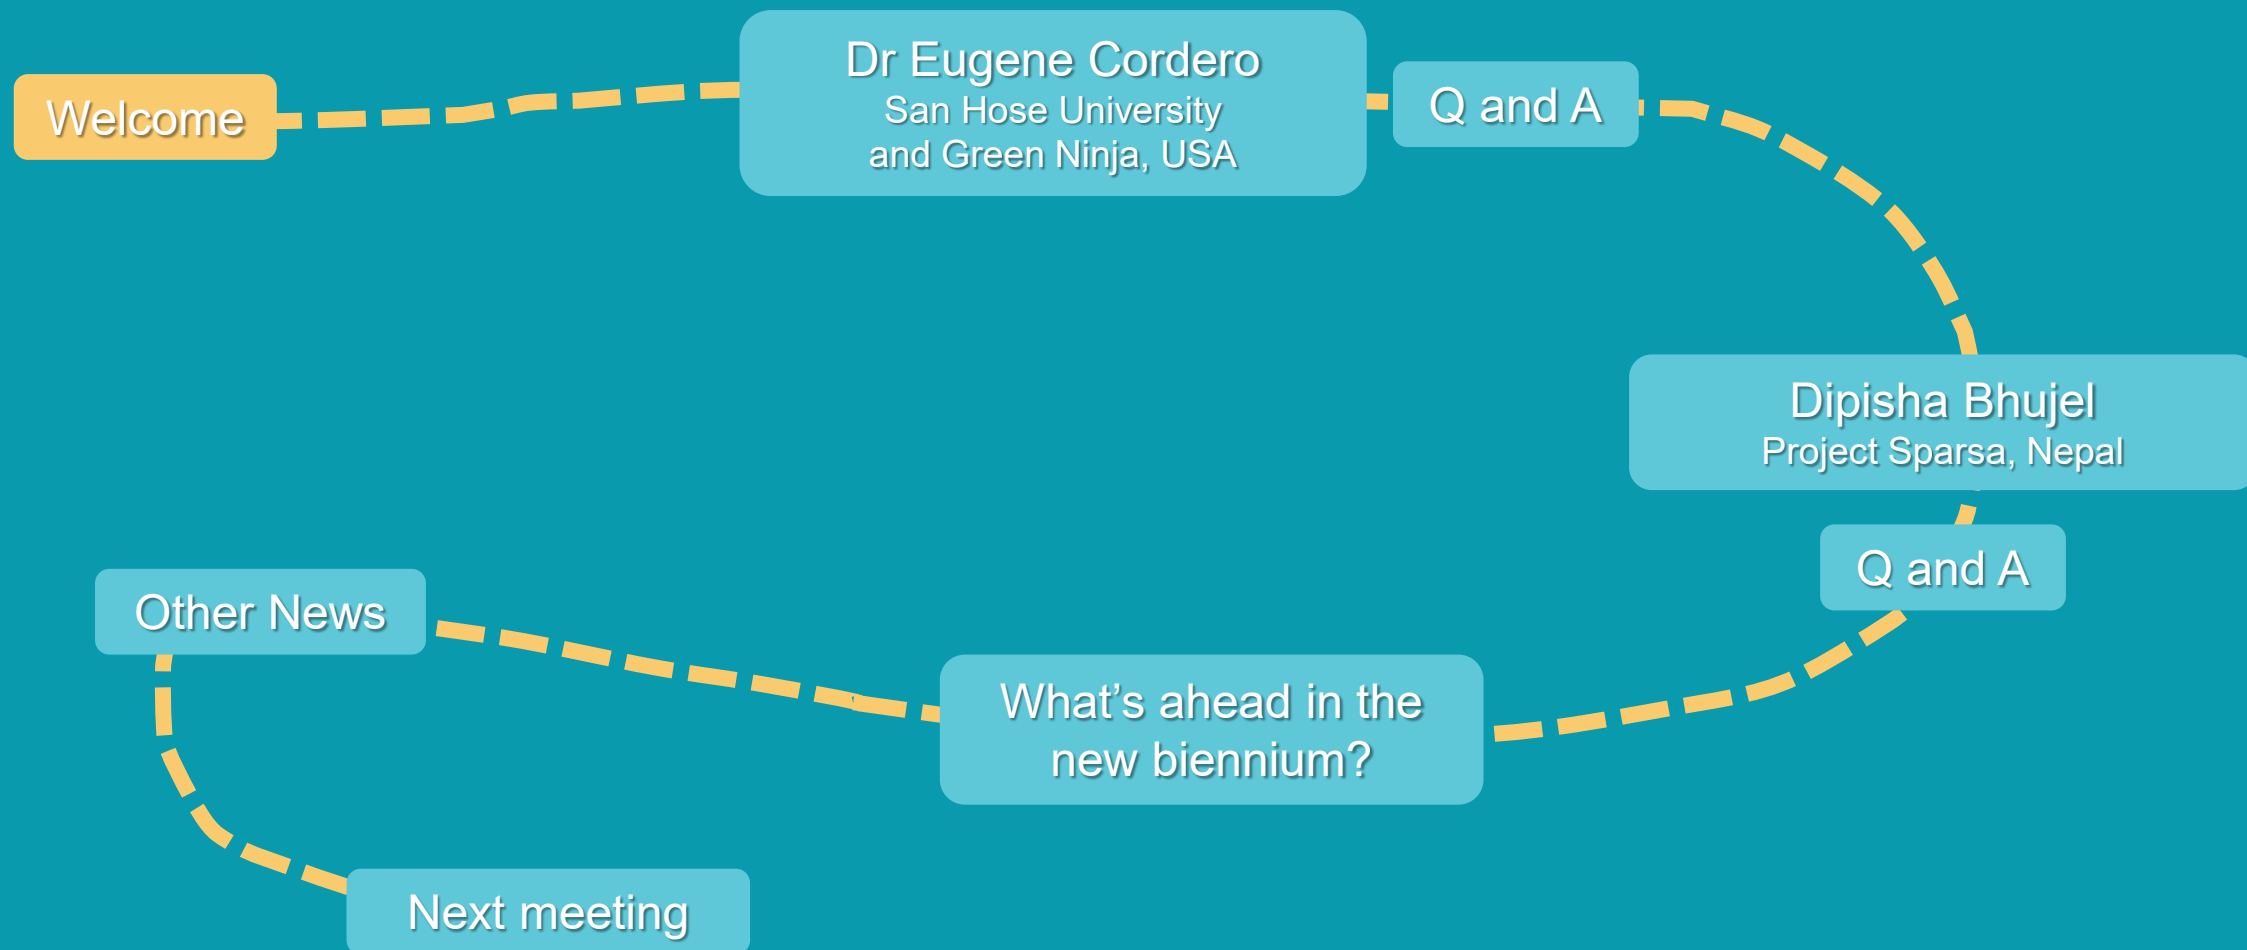 Welcome
Dr Eugene Cordero
San Hose University
and Green Ninja, USA
Q and A
Dipisha Bhujel
Project Sparsa, Nepal
Q and A
What’s ahead in the
new biennium?
Other News
Next meeting